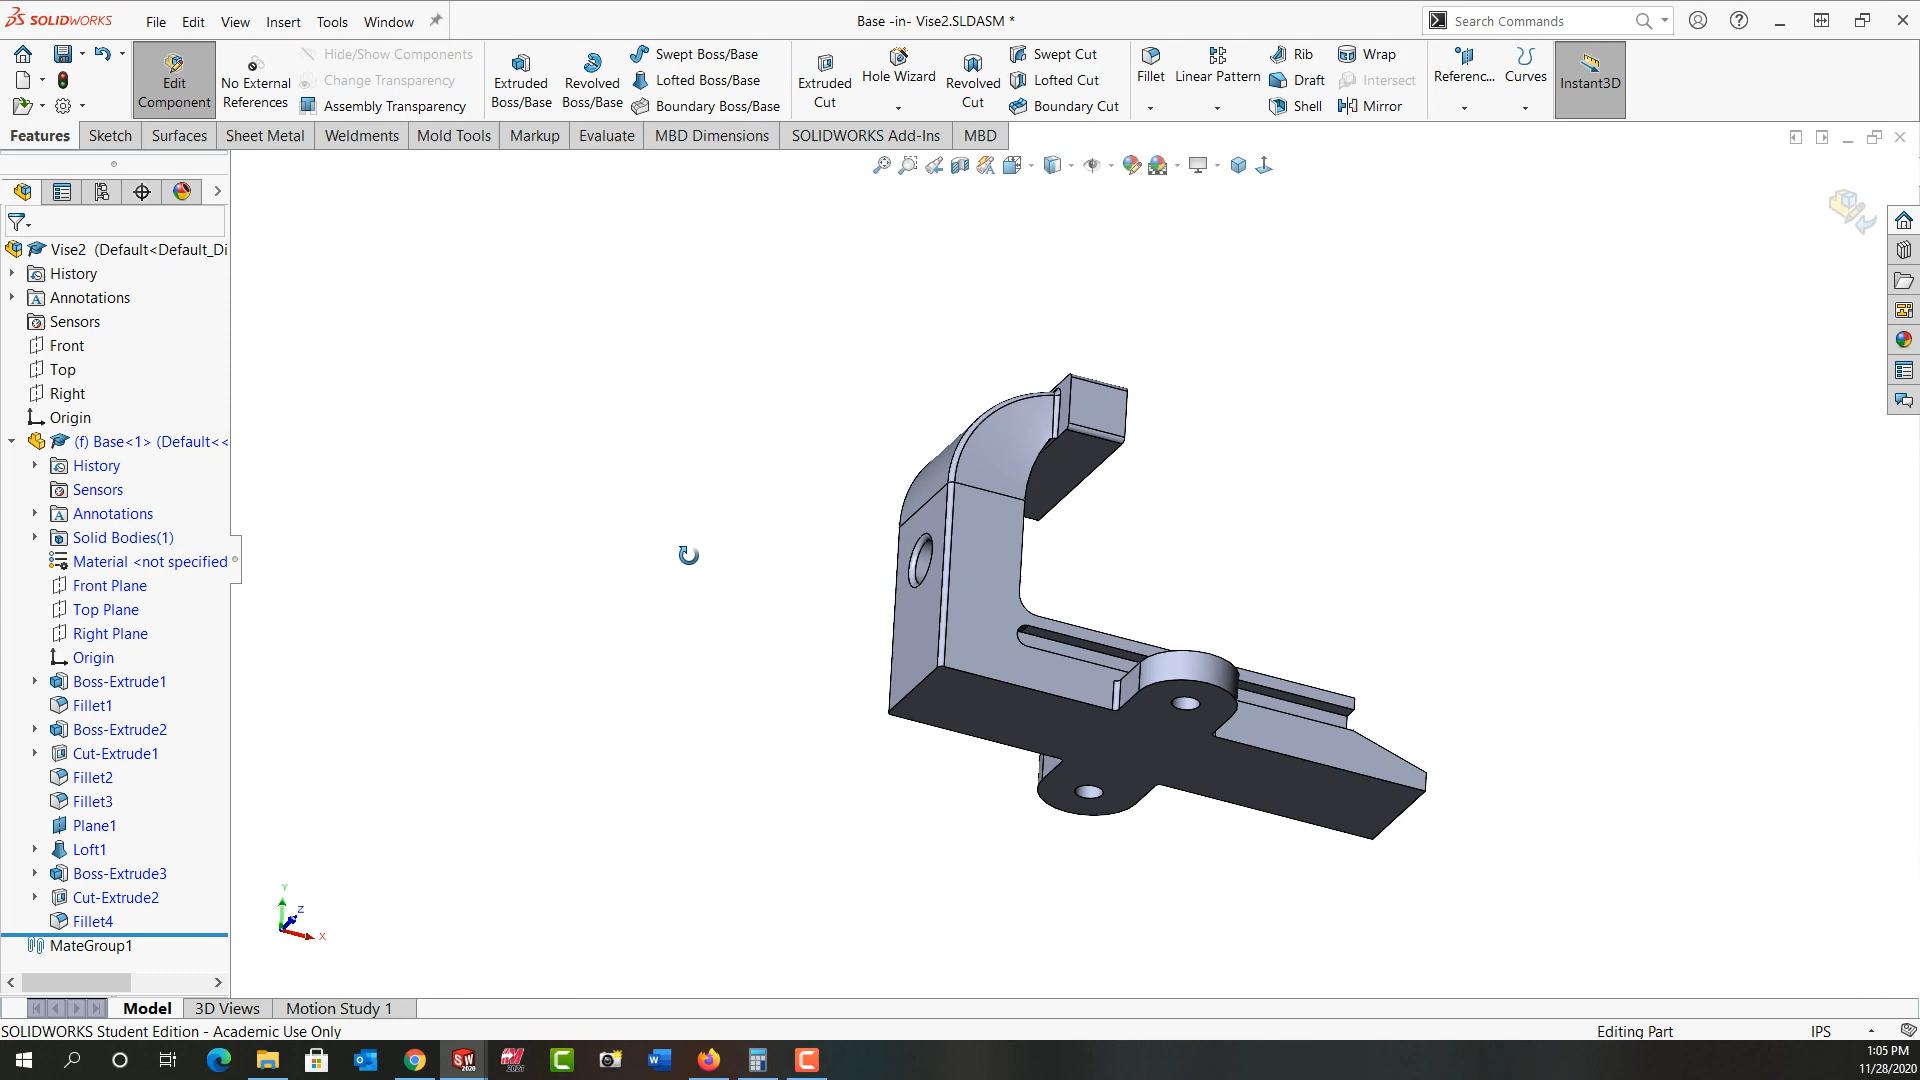 SOLIDWORKS
File Edit View Insert Tools Window
Base -in- Vise2.SLDASM *
Search Commands
Edit Component
No External References
Hide/Show Components
Change Transparency
Assembly Transparency
Extruded Boss/Base
Revolved Boss/Base
Swept Boss/Base
Lofted Boss/Base
Boundary Boss/Base
Extruded Cut
Hole Wizard
Revolved Cut
Swept Cut
Lofted Cut
Boundary Cut
Fillet
Linear Pattern
Rib
Draft
Shell
Wrap
Intersect
Mirror
Referenc...
Curves
Instant3D
Features Sketch Surfaces Sheet Metal Weldments Mold Tools Markup Evaluate MBD Dimensions SOLIDWORKS Add-Ins MBD
Vise2 (Default<Default_Di
History
Annotations
Sensors
Front
Top
Right
Origin
(f) Base<1> (Default<<
History
Sensors
Annotations
Solid Bodies(1)
Material <not specified
Front Plane
Top Plane
Right Plane
Origin
Boss-Extrude1
Fillet1
Boss-Extrude2
Cut-Extrude1
Fillet2
Fillet3
Plane1
Loft1
Boss-Extrude3
Cut-Extrude2
Fillet4
MateGroup1
Y
Z
X
Model 3D Views Motion Study 1
SOLIDWORKS Student Edition - Academic Use Only
Editing Part
IPS
1:05 PM
11/28/2020